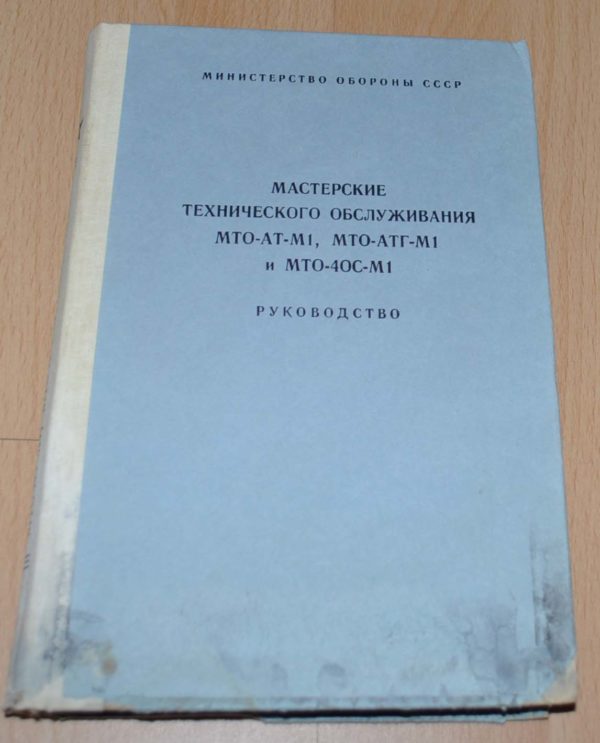 МИНИСТЕРСТВО ОБОРОНЫ СССР
МАСТЕРСКИЕ
ТЕХНИЧЕСКОГО ОБСЛУЖИВАНИЯ
МТО-АТ-М1, МТО-АТГ-М1
и МТО-4ОС-М1
РУКОВОДСТВО